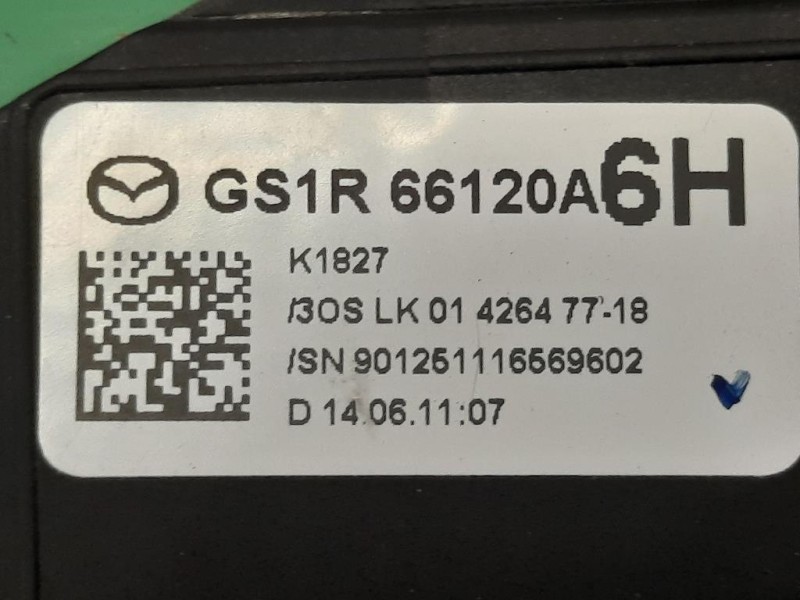 GS1R 66120A6H
K1827
/3OS LK 01 4264 77-18
/SN 901251116569602
D 14.06.11:07